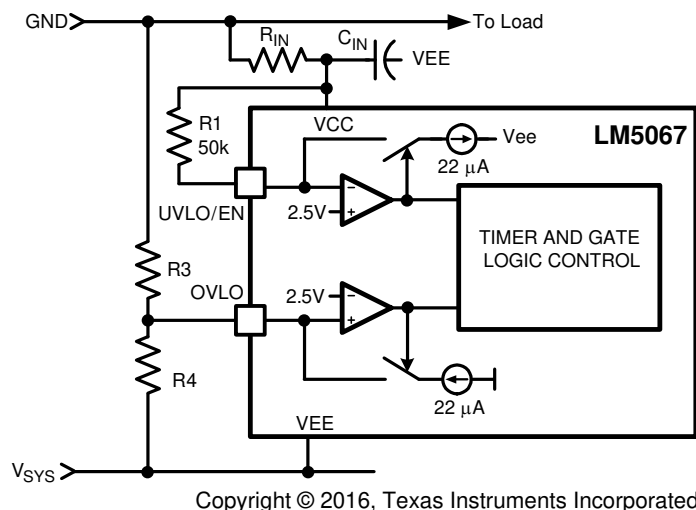 GND
To Load
R_IN
C_IN
VEE
R1
50k
VCC
Vee
LM5067
22 μA
UVLO/EN
2.5V
TIMER AND GATE
LOGIC CONTROL
R3
OVLO
2.5V
R4
22 μA
VEE
V_SYS
Copyright © 2016, Texas Instruments Incorporated